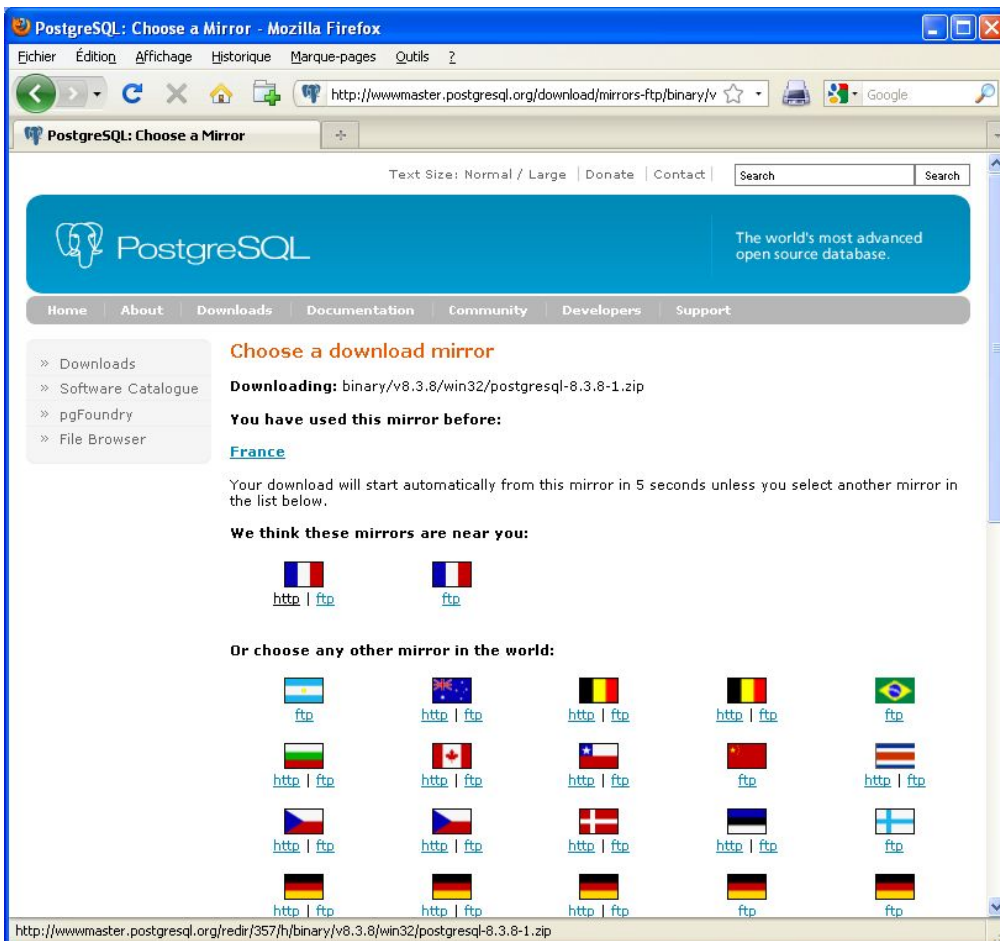 PostgreSQL: Choose a Mirror - Mozilla Firefox
Fichier Édition Affichage Historique Marque-pages Outils ?
http://wwwmaster.postgresql.org/download/mirrors-ftp/binary/v Google
PostgreSQL: Choose a Mirror
Text Size: Normal / Large | Donate | Contact | Search Search
PostgreSQL
The world's most advanced
open source database.
Home About Downloads Documentation Community Developers Support
» Downloads
» Software Catalogue
» pgFoundry
» File Browser
Choose a download mirror
Downloading: binary/v8.3.8/win32/postgresql-8.3.8-1.zip
You have used this mirror before:
France
Your download will start automatically from this mirror in 5 seconds unless you select another mirror in
the list below.
We think these mirrors are near you:
http | ftp ftp
Or choose any other mirror in the world:
ftp http | ftp http | ftp http | ftp ftp
http | ftp http | ftp http | ftp ftp http | ftp
http | ftp http | ftp http | ftp http | ftp ftp
http | ftp http | ftp http | ftp ftp ftp
http://wwwmaster.postgresql.org/redir/357/h/binary/v8.3.8/win32/postgresql-8.3.8-1.zip